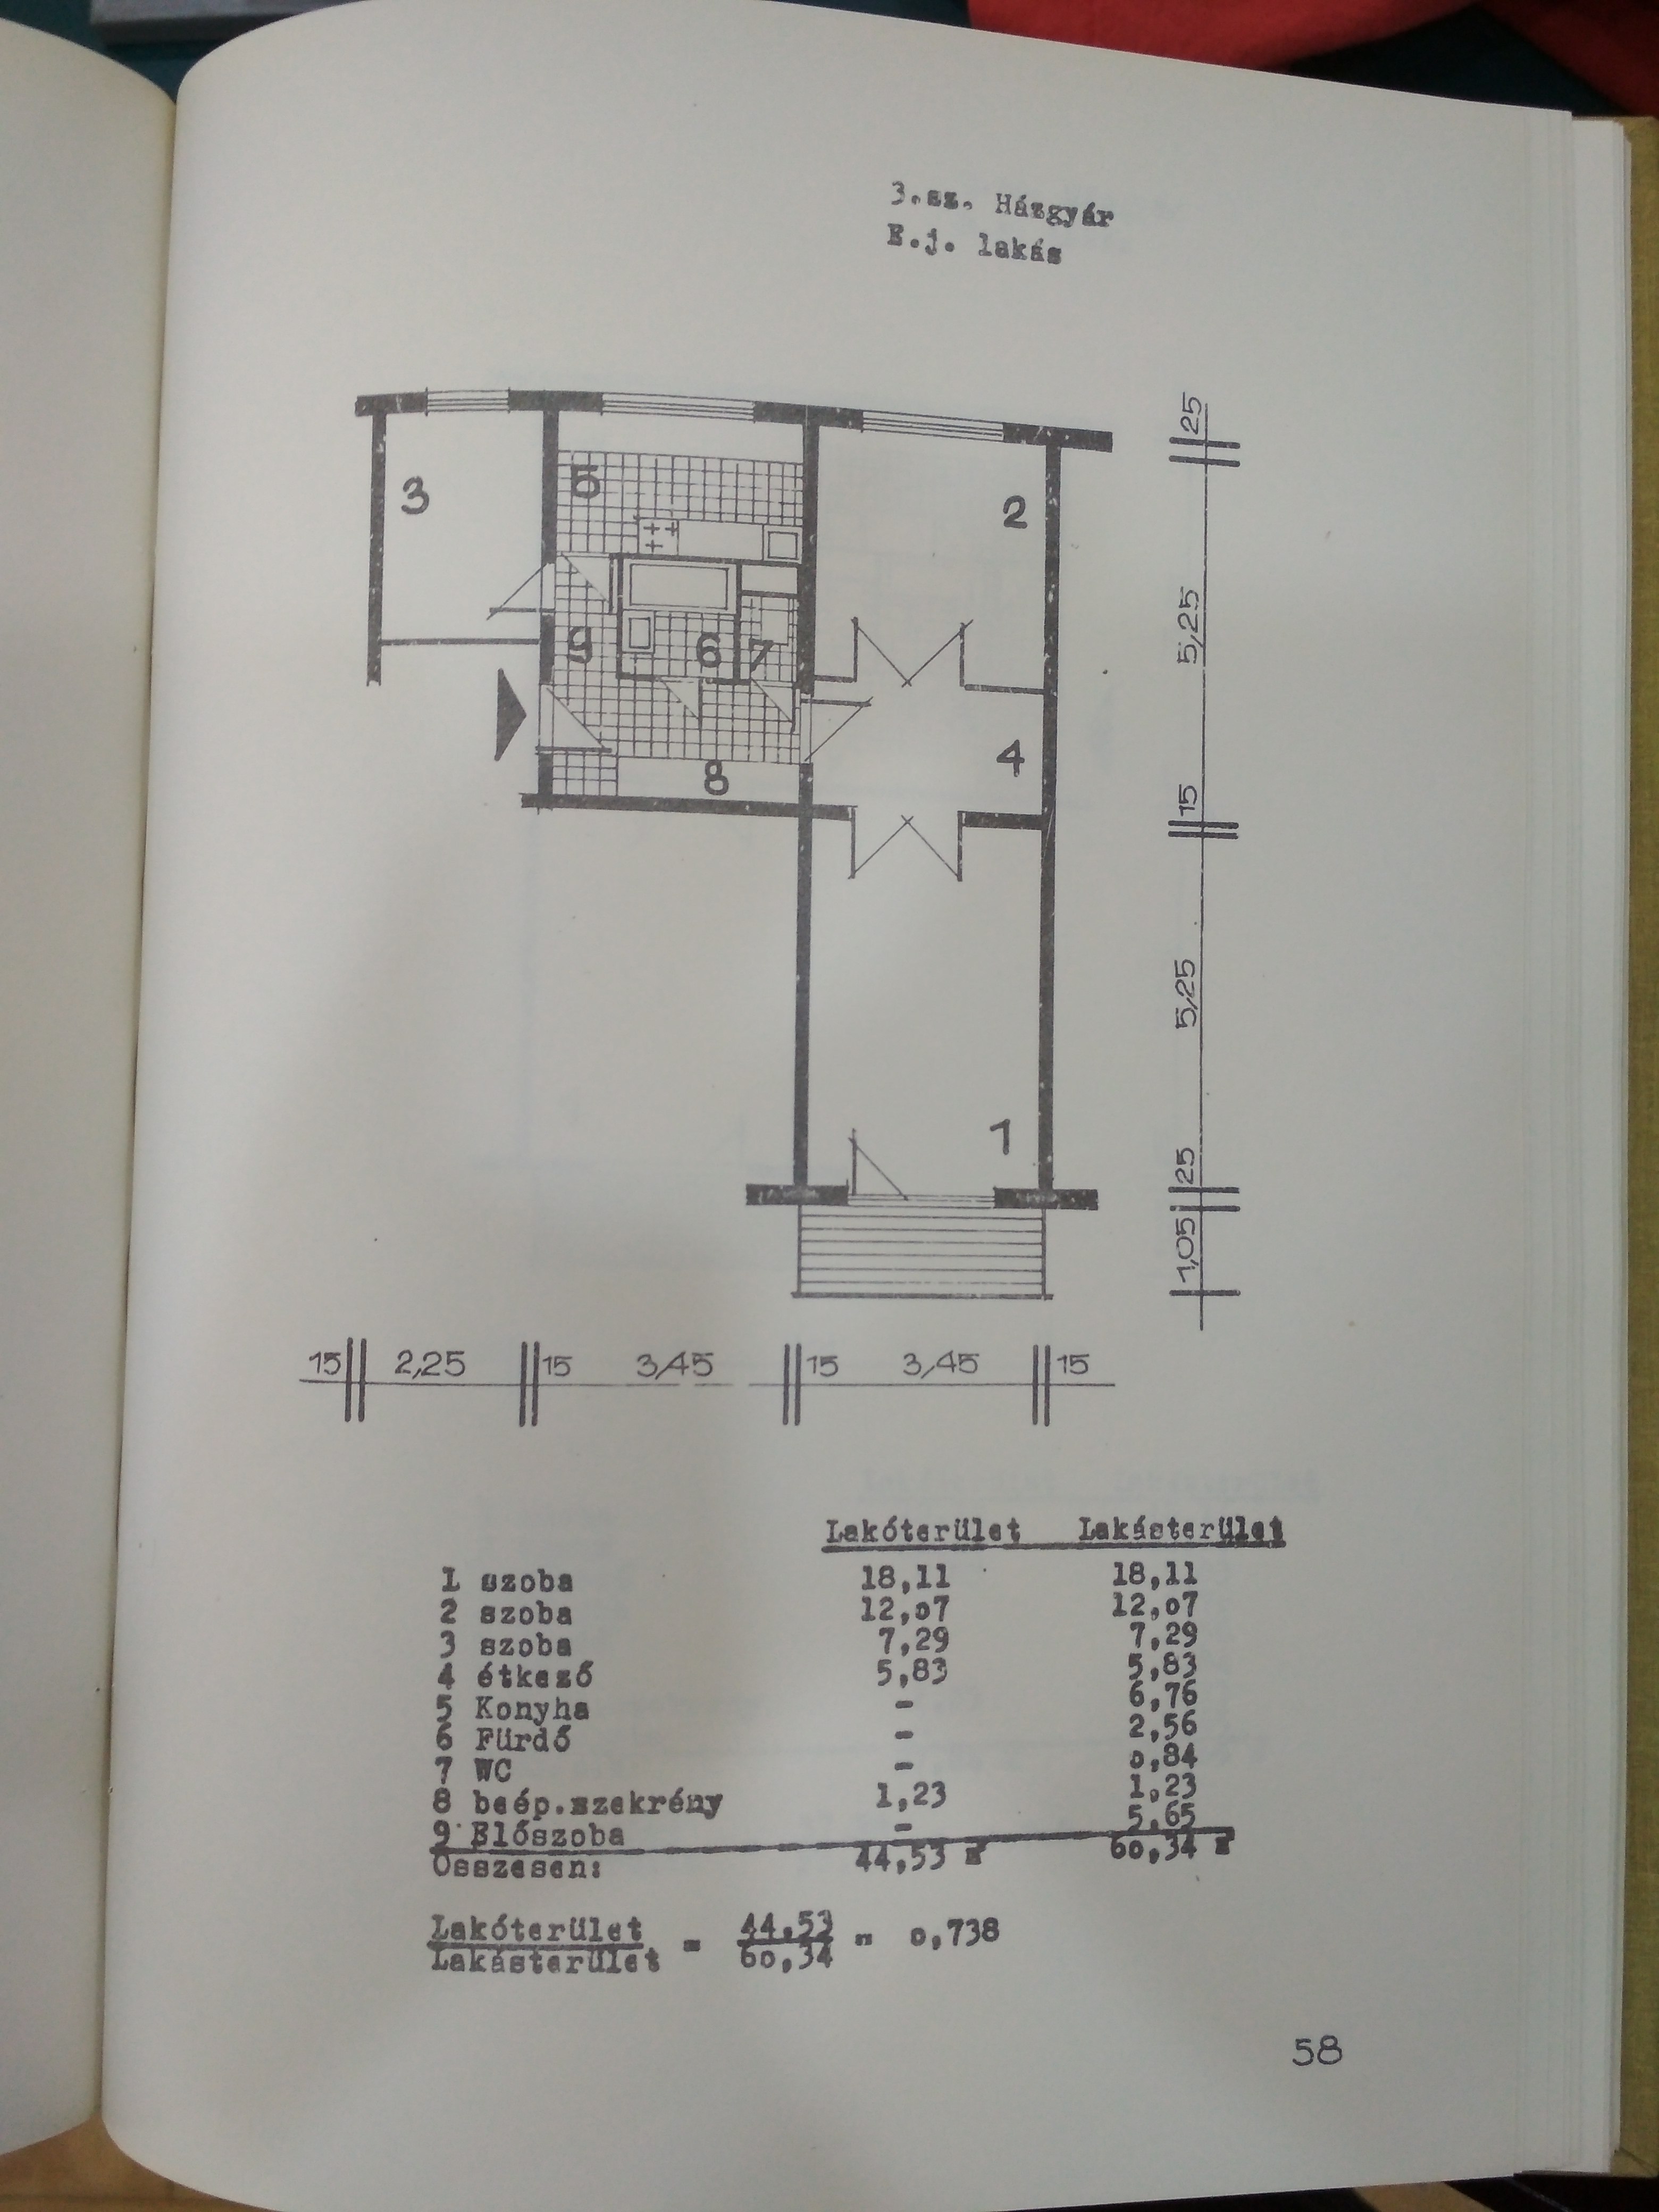 3.sz. Házgyár
E.j. lakás
3
5
2
9
6
7
4
8
1
25
5,25
15
5,25
25
1,05
15 2,25 15 3,45 15 3,45 15
Lakóterület Lakásterület
1 szoba 18,11 18,11
2 szoba 12,o7 12,o7
3 szoba 7,29 7,29
4 étkező 5,83 5,83
5 Konyha - 6,76
6 Fürdő - 2,56
7 WC - o,84
8 beép.szekrény 1,23 1,23
9 Előszoba - 5,65
Összesen: 44,53 60,34
Lakóterület
Lakásterület = 44,53
60,34 = o,738
58